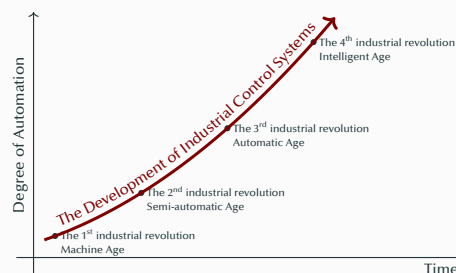 Degree of Automation
The Development of Industrial Control Systems
The 4th industrial revolution
Intelligent Age
The 3rd industrial revolution
Automatic Age
The 2nd industrial revolution
Semi-automatic Age
The 1st industrial revolution
Machine Age
Time